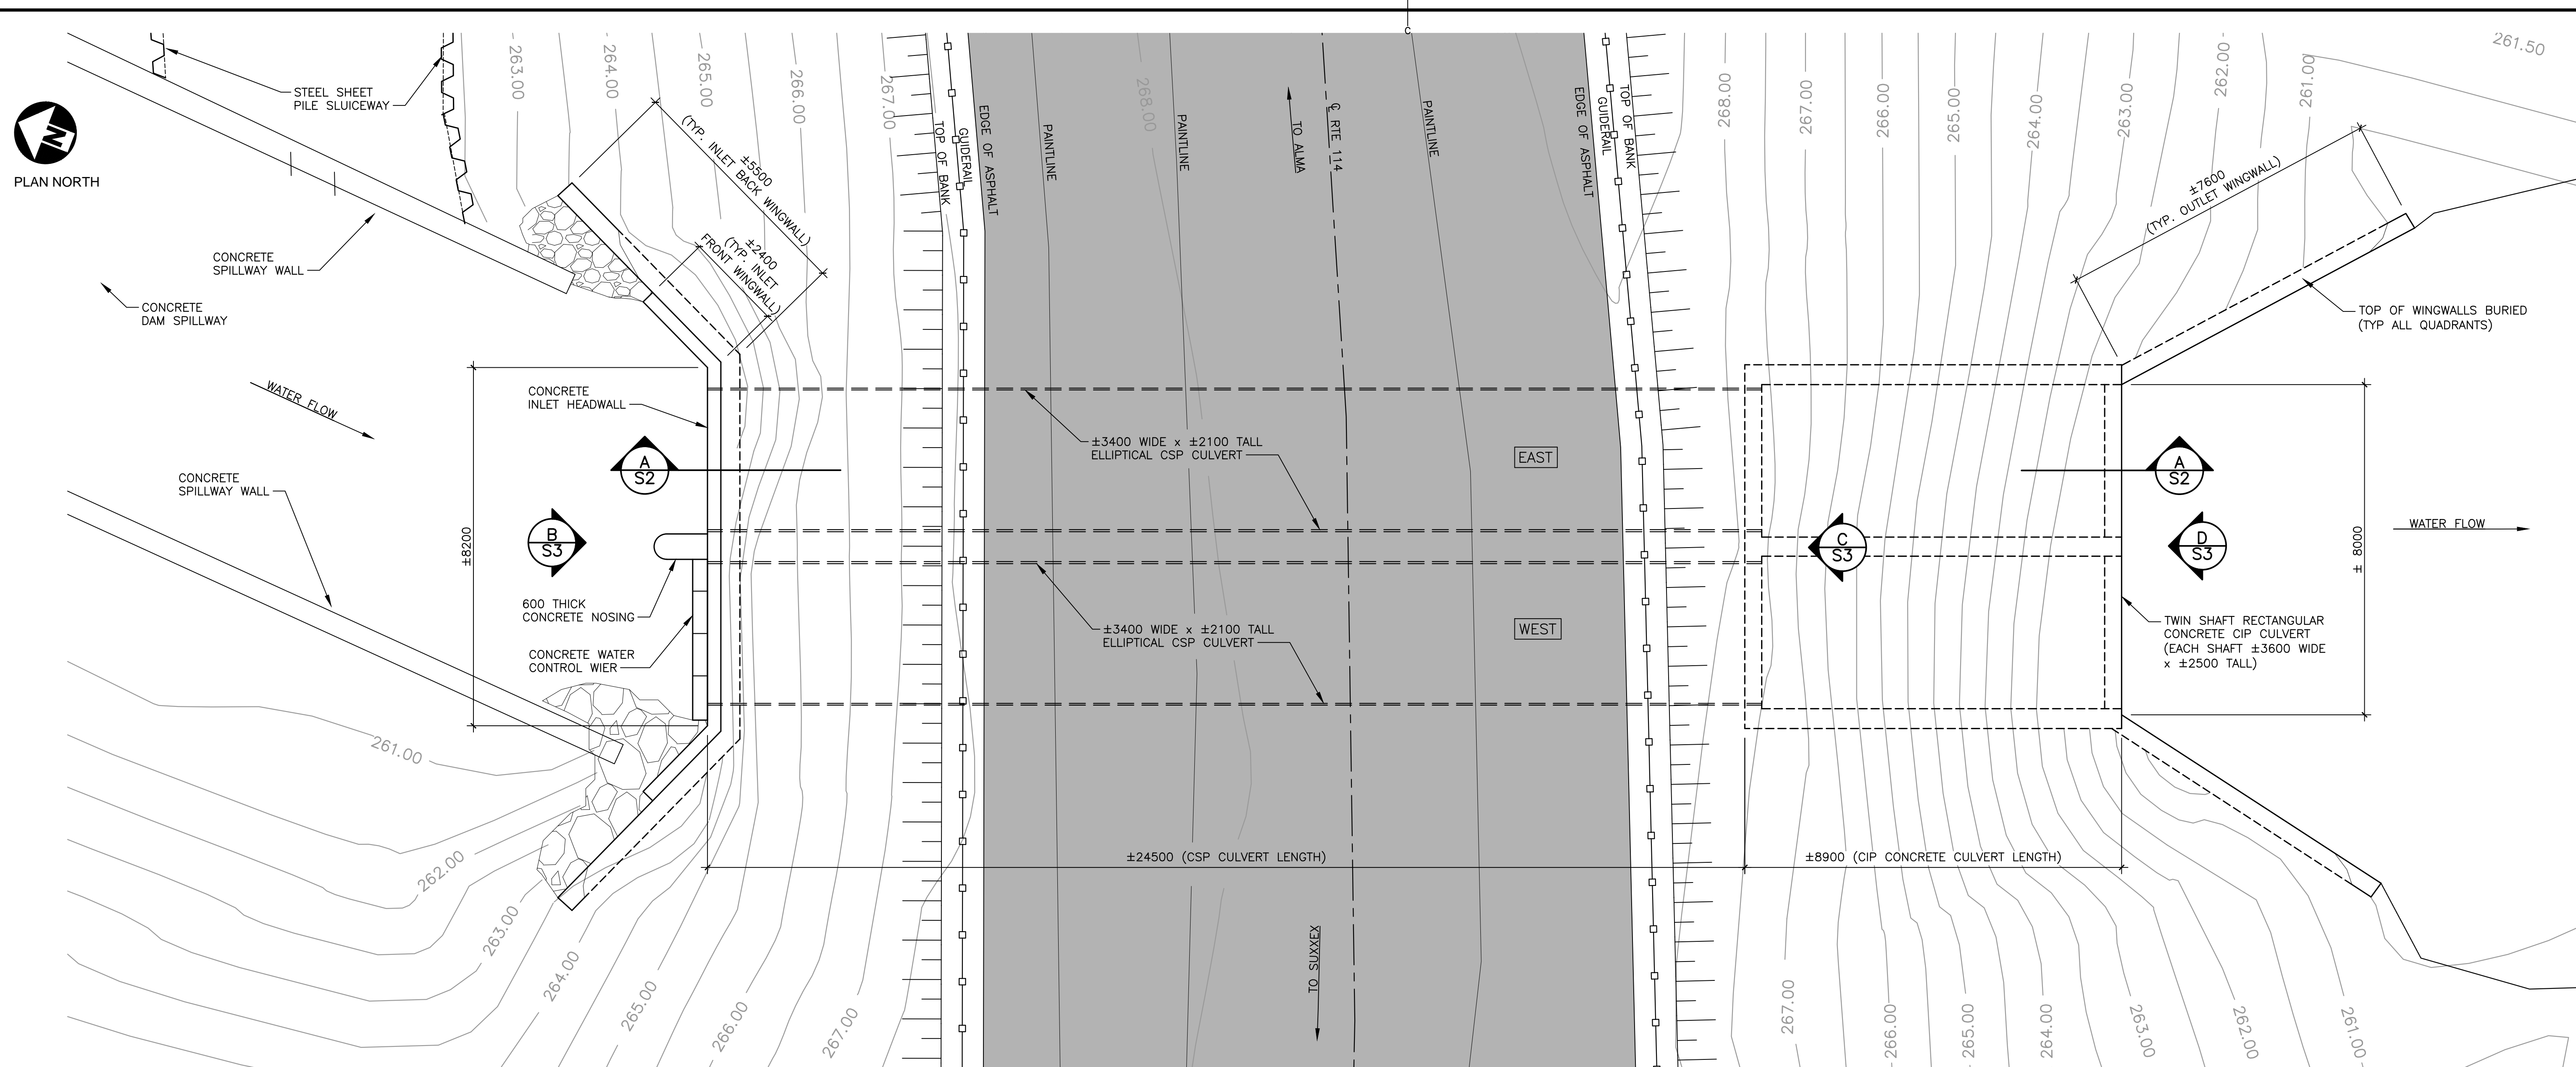 C
STEEL SHEET
PILE SLUICEWAY
N
PLAN NORTH
CONCRETE
SPILLWAY WALL
CONCRETE
DAM SPILLWAY
WATER FLOW
CONCRETE
SPILLWAY WALL
263.00
264.00
265.00
266.00
267.00
±5500
(TYP. INLET BACK WINGWALL)
±2400
(TYP. INLET
FRONT WINGWALL)
CONCRETE
INLET HEADWALL
A
S2
B
S3
±8200
600 THICK
CONCRETE NOSING
CONCRETE WATER
CONTROL WIER
261.00
262.00
263.00
264.00
265.00
266.00
267.00
TOP OF BANK
GUIDERAIL
EDGE OF ASPHALT
PAINTLINE
268.00
PAINTLINE
TO ALMA
℄ RTE 114
PAINTLINE
EDGE OF ASPHALT
GUIDERAIL
TOP OF BANK
±3400 WIDE x ±2100 TALL
ELLIPTICAL CSP CULVERT
EAST
±3400 WIDE x ±2100 TALL
ELLIPTICAL CSP CULVERT
WEST
±24500 (CSP CULVERT LENGTH)
TO SUXXEX
268.00
267.00
266.00
265.00
264.00
263.00
262.00
261.00
261.50
±7600
(TYP. OUTLET WINGWALL)
TOP OF WINGWALLS BURIED
(TYP ALL QUADRANTS)
A
S2
C
S3
D
S3
± 8000
WATER FLOW
TWIN SHAFT RECTANGULAR
CONCRETE CIP CULVERT
(EACH SHAFT ±3600 WIDE
x ±2500 TALL)
±8900 (CIP CONCRETE CULVERT LENGTH)
267.00
266.00
265.00
264.00
263.00
262.00
261.00